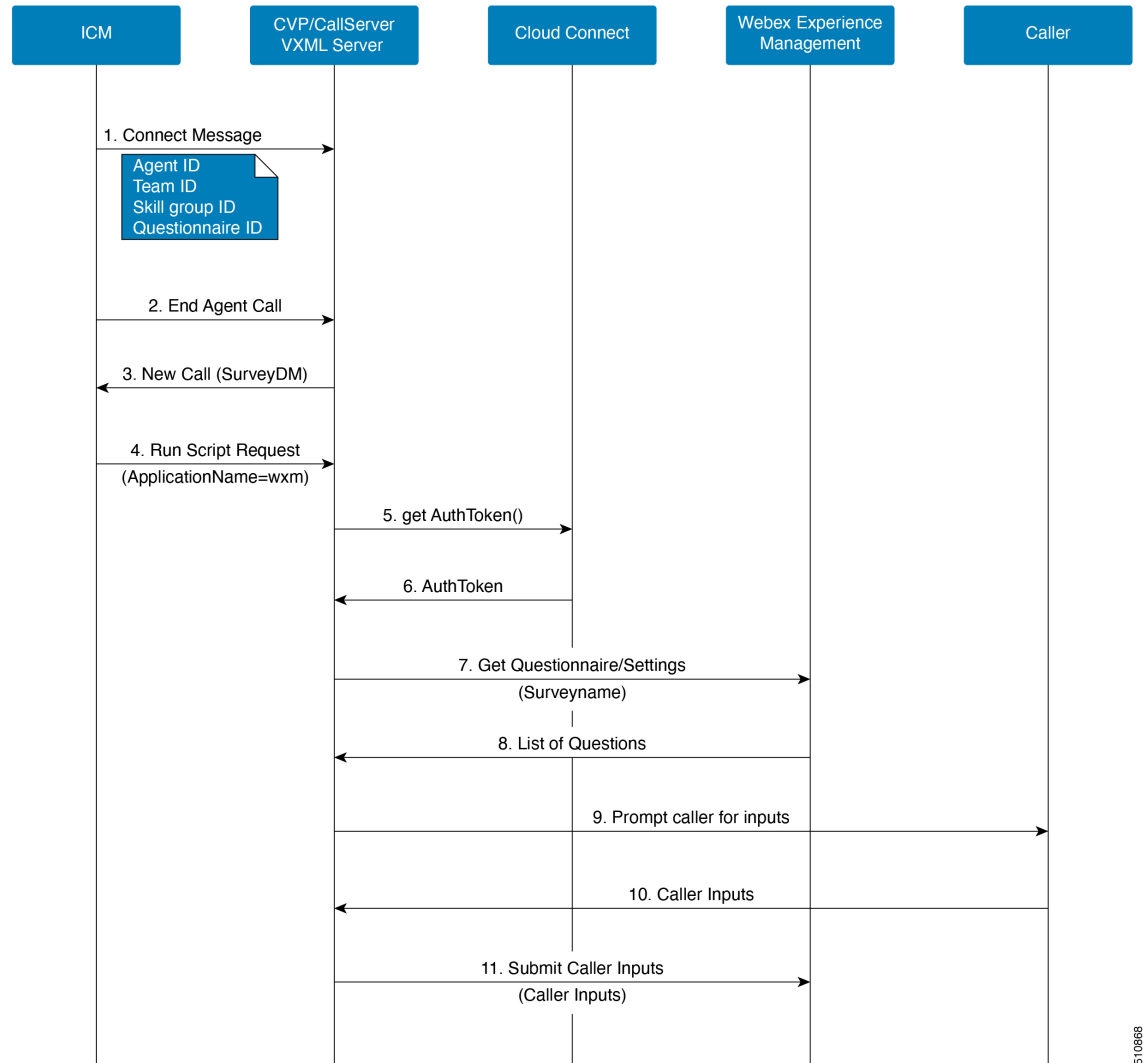 ICM
CVP/CallServer
VXML Server
Cloud Connect
Webex Experience
Management
Caller
1. Connect Message
Agent ID
Team ID
Skill group ID
Questionnaire ID
2. End Agent Call
3. New Call (SurveyDM)
4. Run Script Request
(ApplicationName=wxm)
5. get AuthToken()
6. AuthToken
7. Get Questionnaire/Settings
(Surveyname)
8. List of Questions
9. Prompt caller for inputs
10. Caller Inputs
11. Submit Caller Inputs
(Caller Inputs)
510868